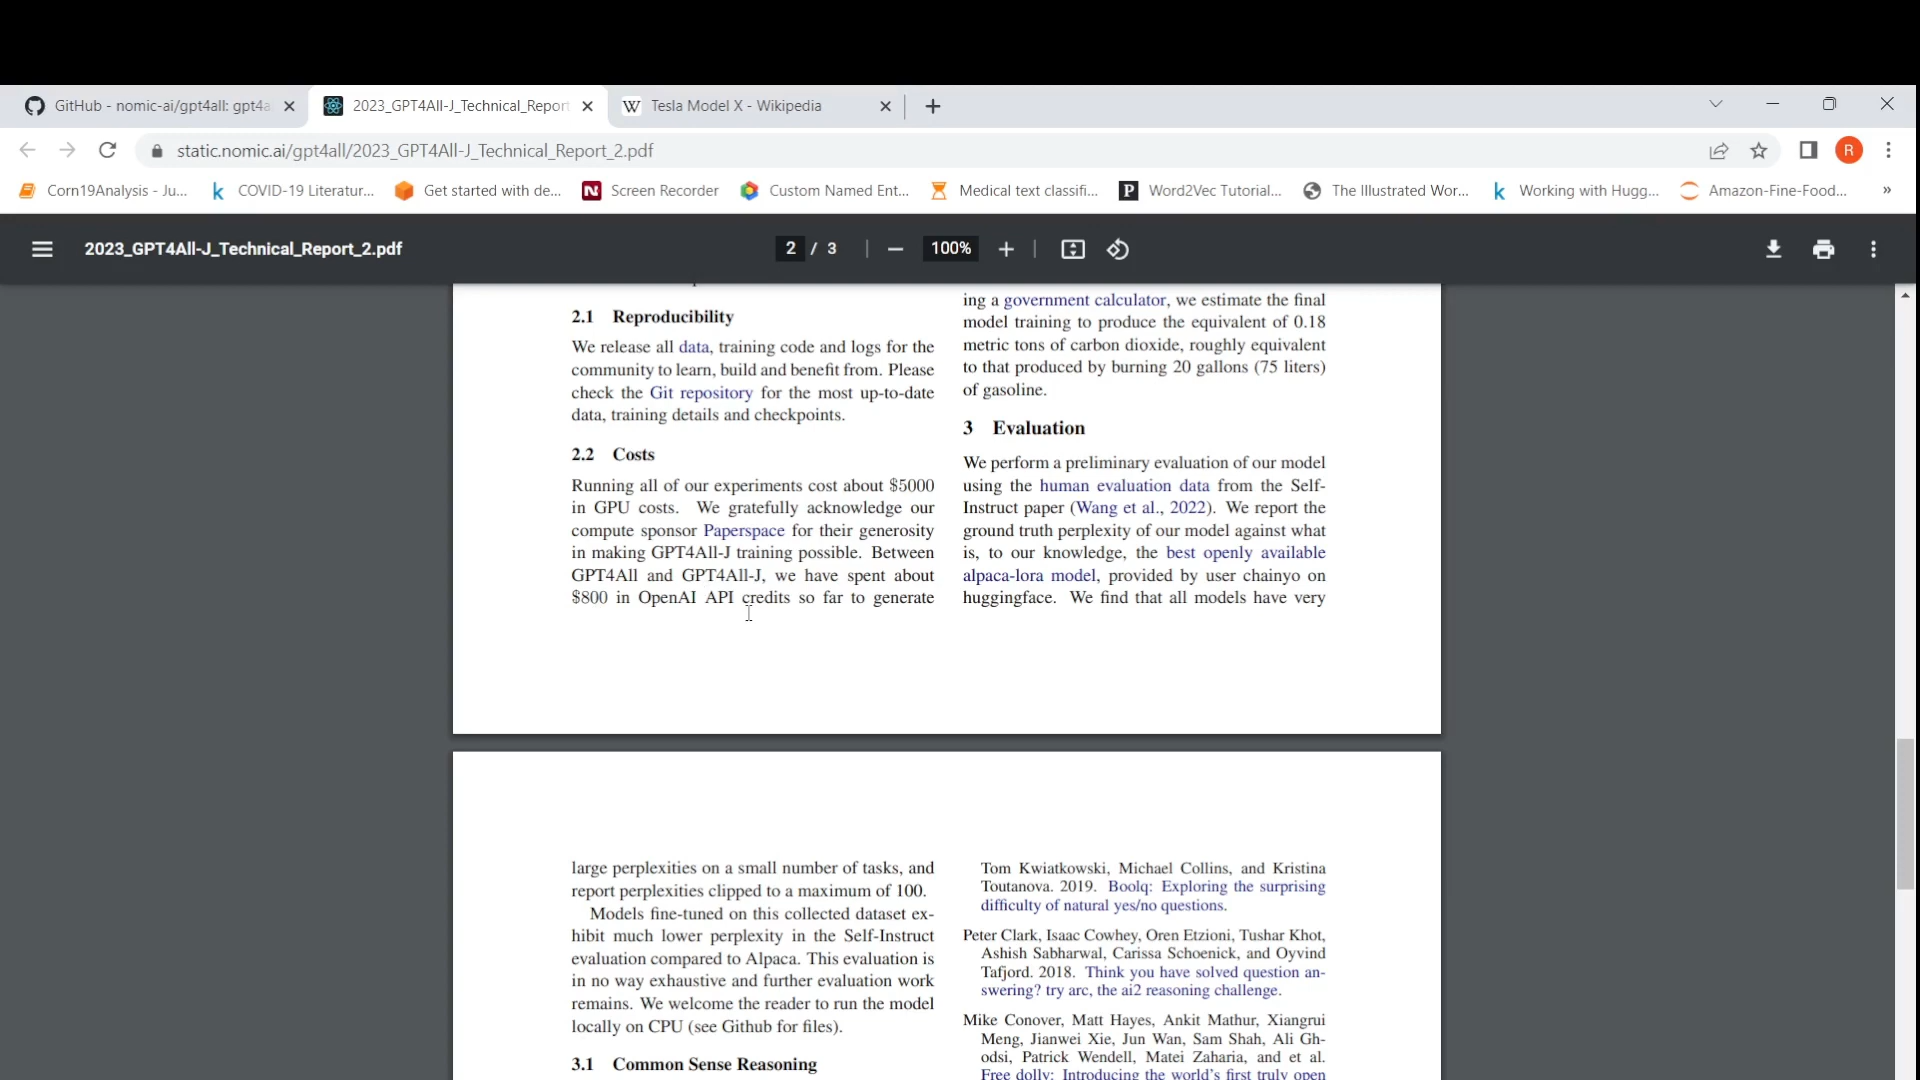 GitHub - nomic-ai/gpt4all: gpt4a
2023_GPT4All-J_Technical_Report
Tesla Model X - Wikipedia
static.nomic.ai/gpt4all/2023_GPT4All-J_Technical_Report_2.pdf
R
Corn19Analysis - Ju...
COVID-19 Literatur...
Get started with de...
Screen Recorder
Custom Named Ent...
Medical text classifi...
Word2Vec Tutorial...
The Illustrated Wor...
Working with Hugg...
Amazon-Fine-Food...
»
2023_GPT4All-J_Technical_Report_2.pdf
2 / 3
100%
2.1 Reproducibility
We release all data, training code and logs for the
community to learn, build and benefit from. Please
check the Git repository for the most up-to-date
data, training details and checkpoints.
2.2 Costs
Running all of our experiments cost about $5000
in GPU costs. We gratefully acknowledge our
compute sponsor Paperspace for their generosity
in making GPT4All-J training possible. Between
GPT4All and GPT4All-J, we have spent about
$800 in OpenAI API credits so far to generate
ing a government calculator, we estimate the final
model training to produce the equivalent of 0.18
metric tons of carbon dioxide, roughly equivalent
to that produced by burning 20 gallons (75 liters)
of gasoline.
3 Evaluation
We perform a preliminary evaluation of our model
using the human evaluation data from the Self-
Instruct paper (Wang et al., 2022). We report the
ground truth perplexity of our model against what
is, to our knowledge, the best openly available
alpaca-lora model, provided by user chainyo on
huggingface. We find that all models have very
large perplexities on a small number of tasks, and
report perplexities clipped to a maximum of 100.
Models fine-tuned on this collected dataset ex-
hibit much lower perplexity in the Self-Instruct
evaluation compared to Alpaca. This evaluation is
in no way exhaustive and further evaluation work
remains. We welcome the reader to run the model
locally on CPU (see Github for files).
3.1 Common Sense Reasoning
Tom Kwiatkowski, Michael Collins, and Kristina
Toutanova. 2019. Boolq: Exploring the surprising
difficulty of natural yes/no questions.
Peter Clark, Isaac Cowhey, Oren Etzioni, Tushar Khot,
Ashish Sabharwal, Carissa Schoenick, and Oyvind
Tafjord. 2018. Think you have solved question an-
swering? try arc, the ai2 reasoning challenge.
Mike Conover, Matt Hayes, Ankit Mathur, Xiangrui
Meng, Jianwei Xie, Jun Wan, Sam Shah, Ali Gh-
odsi, Patrick Wendell, Matei Zaharia, and et al.
Free dolly: Introducing the world's first truly open